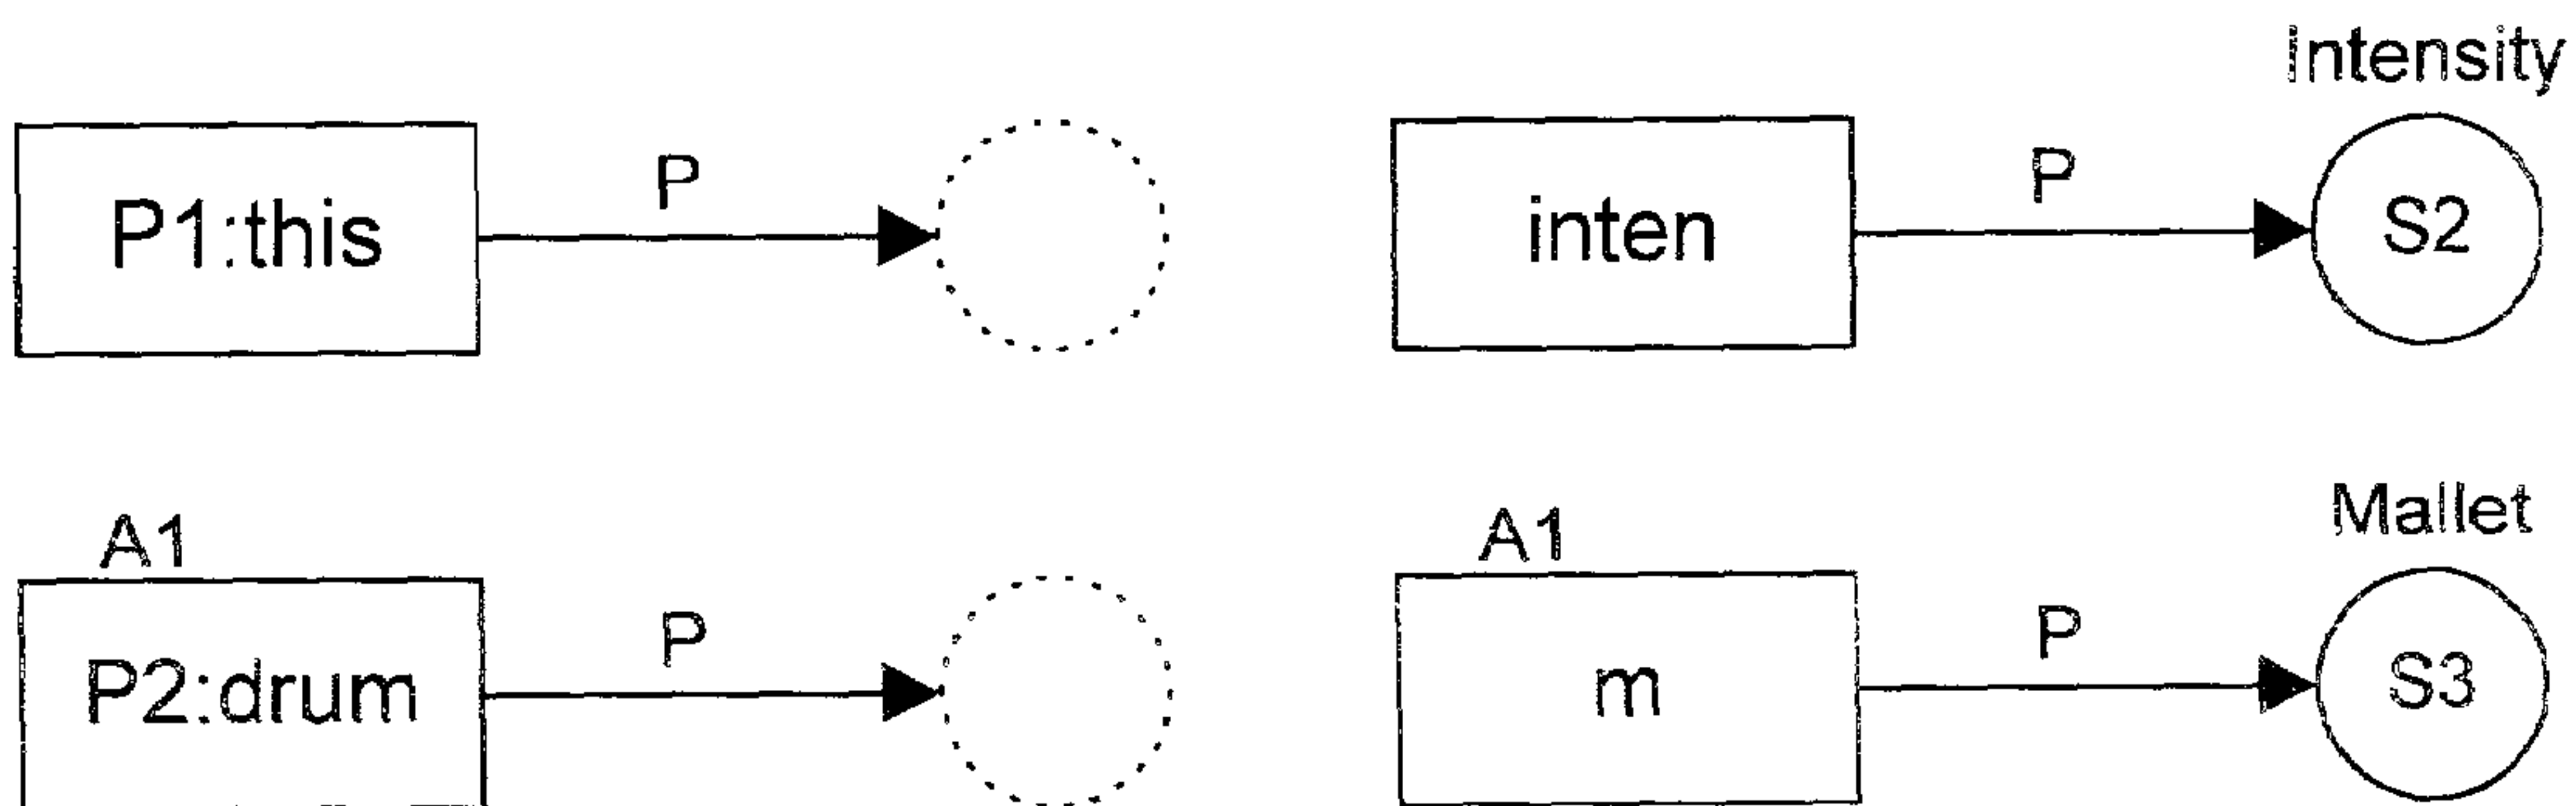 Intensity
P1:this
P
inten
P
S2
A1
P2:drum
P
A1
m
P
Mallet
S3